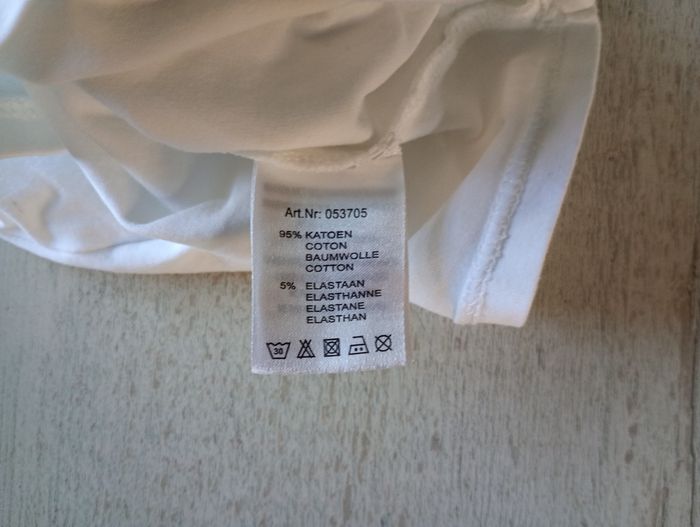 Art.Nr: 053705
95% KATOEN
COTON
BAUMWOLLE
COTTON
5% ELASTAAN
ELASTHANNE
ELASTANE
ELASTHAN
30